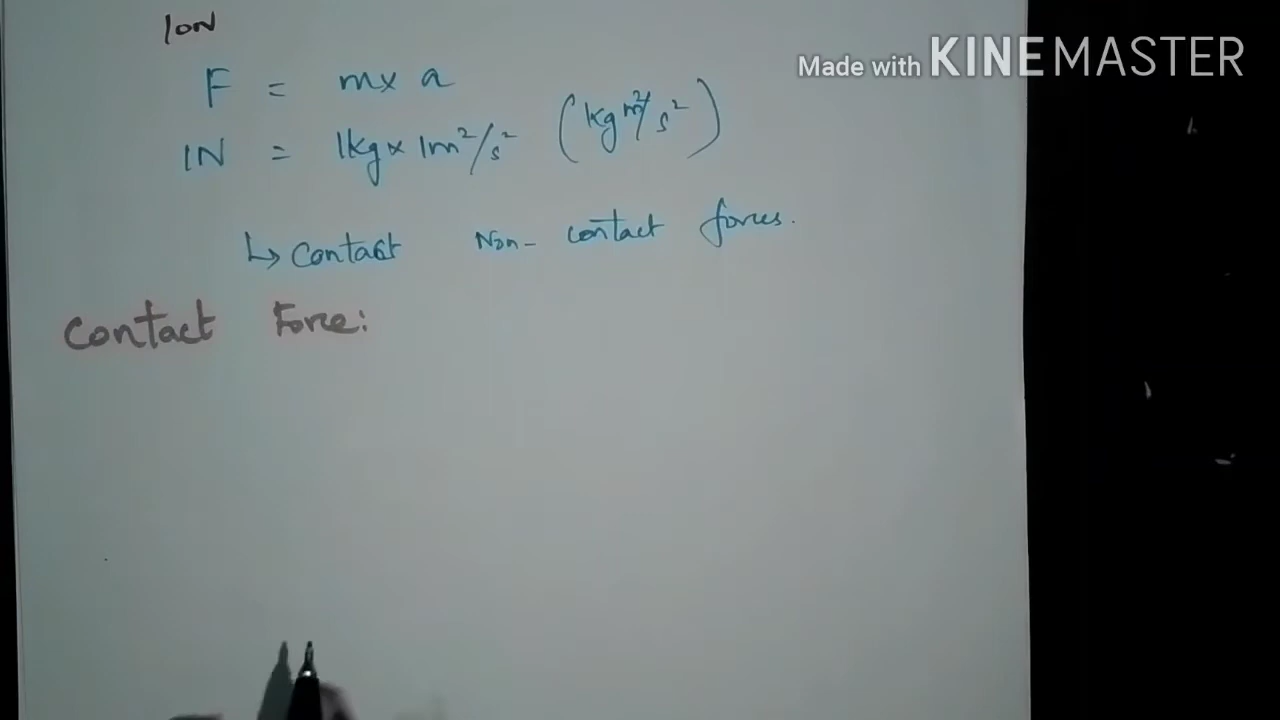 10N
Made with KINEMASTER
F = m x a
1N = 1kg x 1m²/s² (kg m²/s²)
↳ Contact Non- contact forces.
Contact Force: